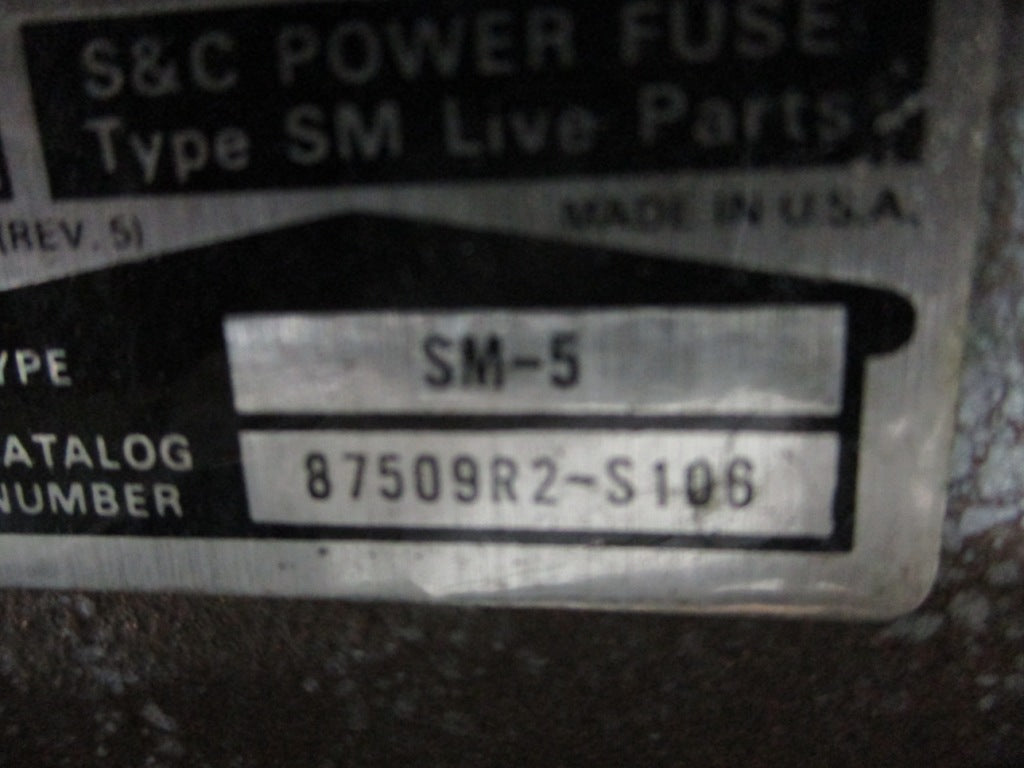 S&C POWER FUSE
Type SM Live Parts
(REV. 5)
MADE IN U.S.A.
YPE
SM-5
ATALOG
NUMBER
87509R2-S106